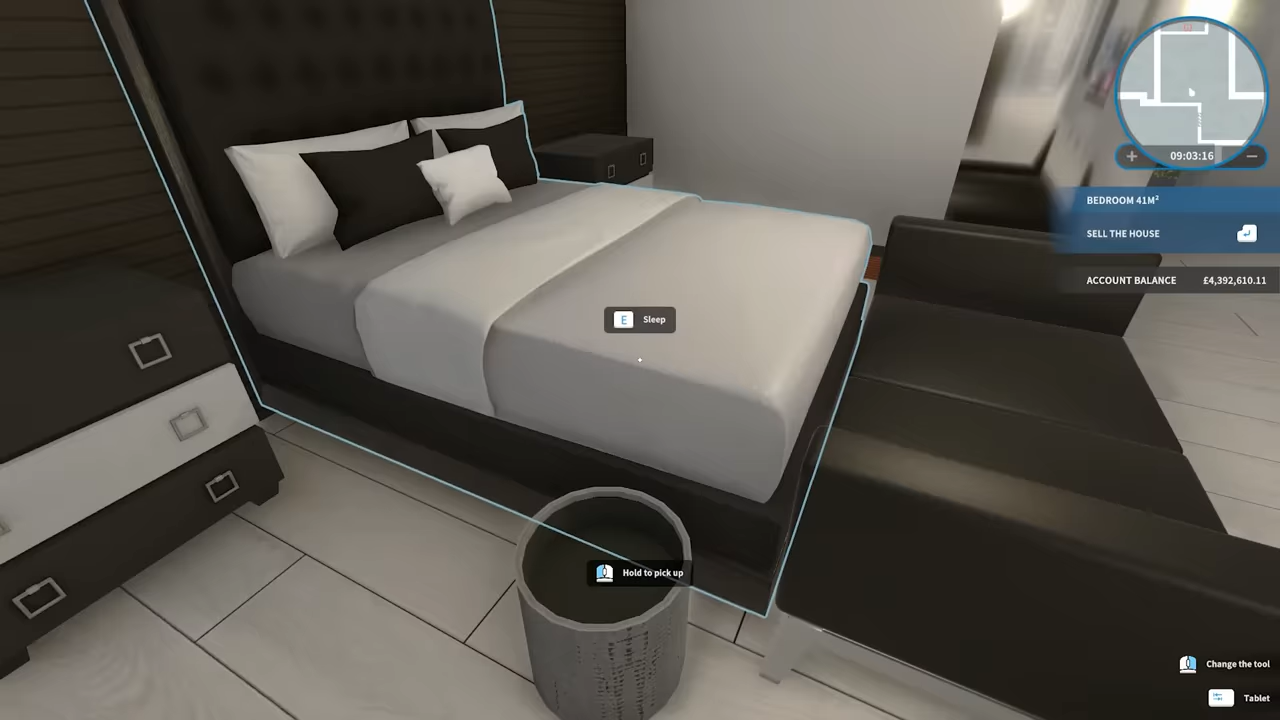 09:03:16
BEDROOM 41M²
SELL THE HOUSE
ACCOUNT BALANCE £4,392,610.11
E Sleep
Hold to pick up
Change the tool
Tablet